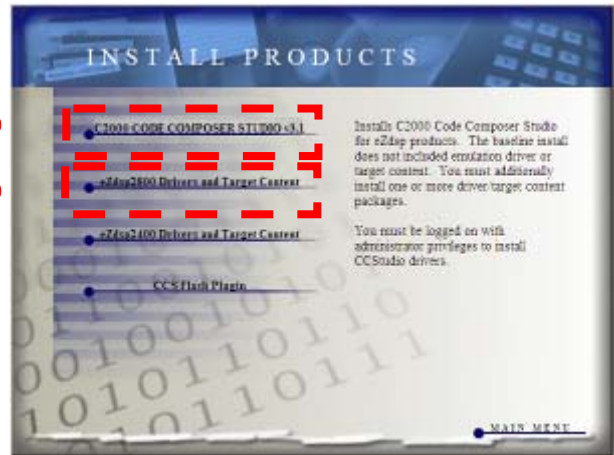 INSTALL PRODUCTS
C2000 CODE COMPOSER STUDIO v3.1
eZdsp2800 Drivers and Target Content
eZdsp2400 Drivers and Target Content
CCS Flash Plugin
Installs C2000 Code Composer Studio
for eZdsp products. The baseline install
does not included emulation driver or
target content. You must additionally
install one or more driver/target content
packages.
You must be logged on with
administrator privileges to install
CCStudio drivers.
MAIN MENU